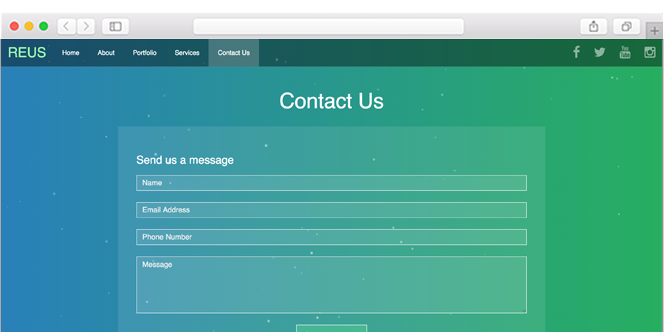 REUS Home About Portfolio Services Contact Us You Tube
Contact Us
Send us a message
Name
Email Address
Phone Number
Message